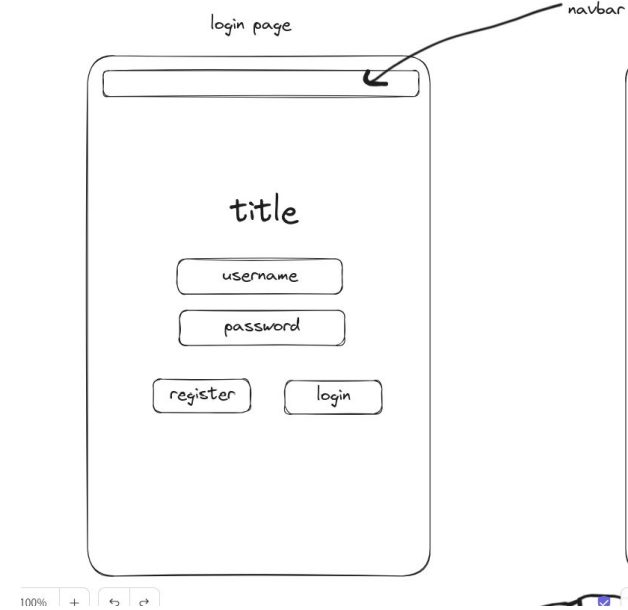 login page
navbar
title
username
password
register
login
100%